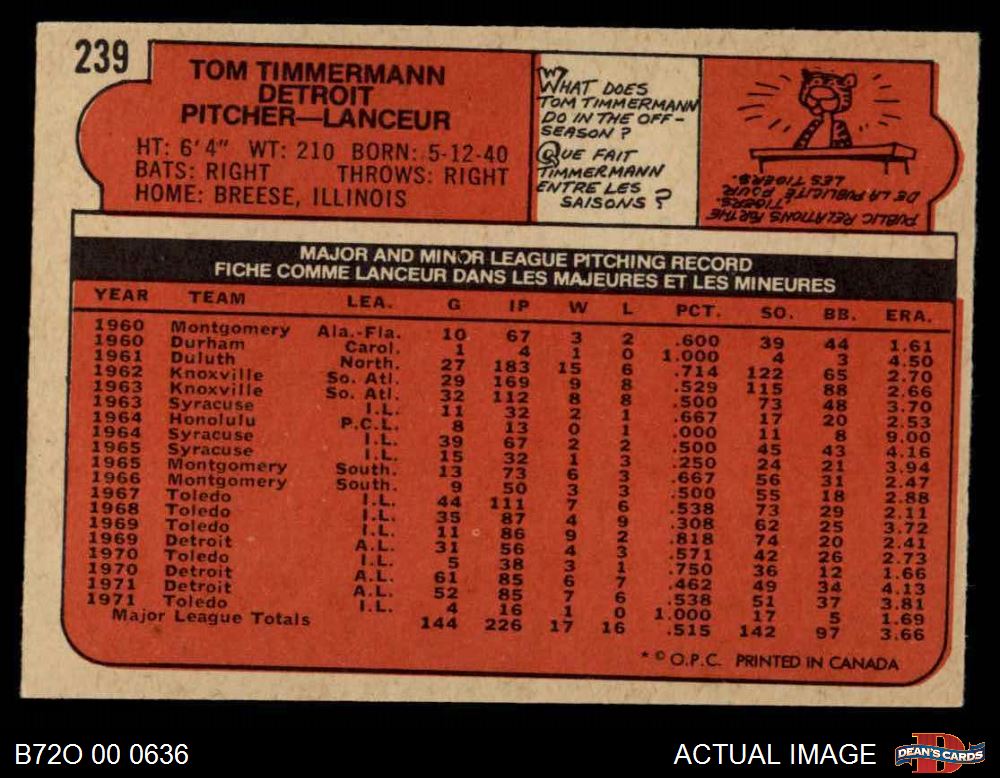 239
TOM TIMMERMANN
DETROIT
PITCHER—LANCEUR
HT: 6'4" WT: 210 BORN: 5-12-40
BATS: RIGHT THROWS: RIGHT
HOME: BREESE, ILLINOIS
WHAT DOES
TOM TIMMERMANN
DO IN THE OFF-
SEASON?
QUE FAIT
TIMMERMANN
ENTRE LES
SAISONS?
PUBLIC RELATIONS FOR THE
TIGERS.
DE LA PUBLICITÉ POUR
LES TIGERS.
MAJOR AND MINOR LEAGUE PITCHING RECORD
FICHE COMME LANCEUR DANS LES MAJEURES ET LES MINEURES
YEAR TEAM LEA. G IP W L PCT. SO. BB. ERA.
1960 Montgomery Ala.-Fla. 10 67 3 2 .600 39 44 1.61
1960 Durham Carol. 1 4 1 0 1.000 4 3 4.50
1961 Duluth North. 27 183 15 6 .714 122 65 2.70
1962 Knoxville So. Atl. 29 169 9 8 .529 115 88 2.66
1963 Knoxville So. Atl. 32 112 8 8 .500 73 48 3.70
1963 Syracuse I.L. 11 32 2 1 .667 17 20 2.53
1964 Honolulu P.C.L. 8 13 0 1 .000 11 8 9.00
1964 Syracuse I.L. 39 67 2 2 .500 45 43 4.16
1965 Syracuse I.L. 15 32 1 3 .250 24 21 3.94
1965 Montgomery South. 13 73 6 3 .667 56 31 2.47
1966 Montgomery South. 9 50 3 3 .500 55 18 2.88
1967 Toledo I.L. 44 111 7 6 .538 73 29 2.11
1968 Toledo I.L. 35 87 4 9 .308 62 25 3.72
1969 Toledo I.L. 11 86 9 2 .818 74 20 2.41
1969 Detroit A.L. 31 56 4 3 .571 42 26 2.73
1970 Toledo I.L. 5 38 3 1 .750 36 12 1.66
1970 Detroit A.L. 61 85 6 7 .462 49 34 4.13
1971 Detroit A.L. 52 85 7 6 .538 51 37 3.81
1971 Toledo I.L. 4 16 1 0 1.000 17 5 1.69
Major League Totals 144 226 17 16 .515 142 97 3.66
* © O.P.C. PRINTED IN CANADA
B72O 00 0636
ACTUAL IMAGE
DEAN'S CARDS